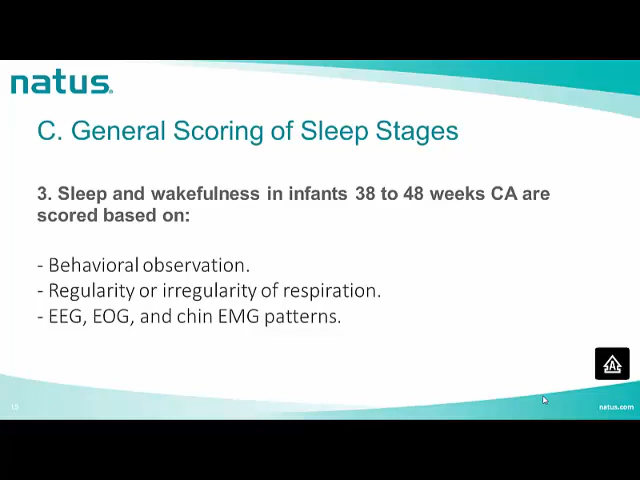 natus
C. General Scoring of Sleep Stages
3. Sleep and wakefulness in infants 38 to 48 weeks CA are
scored based on:
- Behavioral observation.
- Regularity or irregularity of respiration.
- EEG, EOG, and chin EMG patterns.
A
15
natus.com